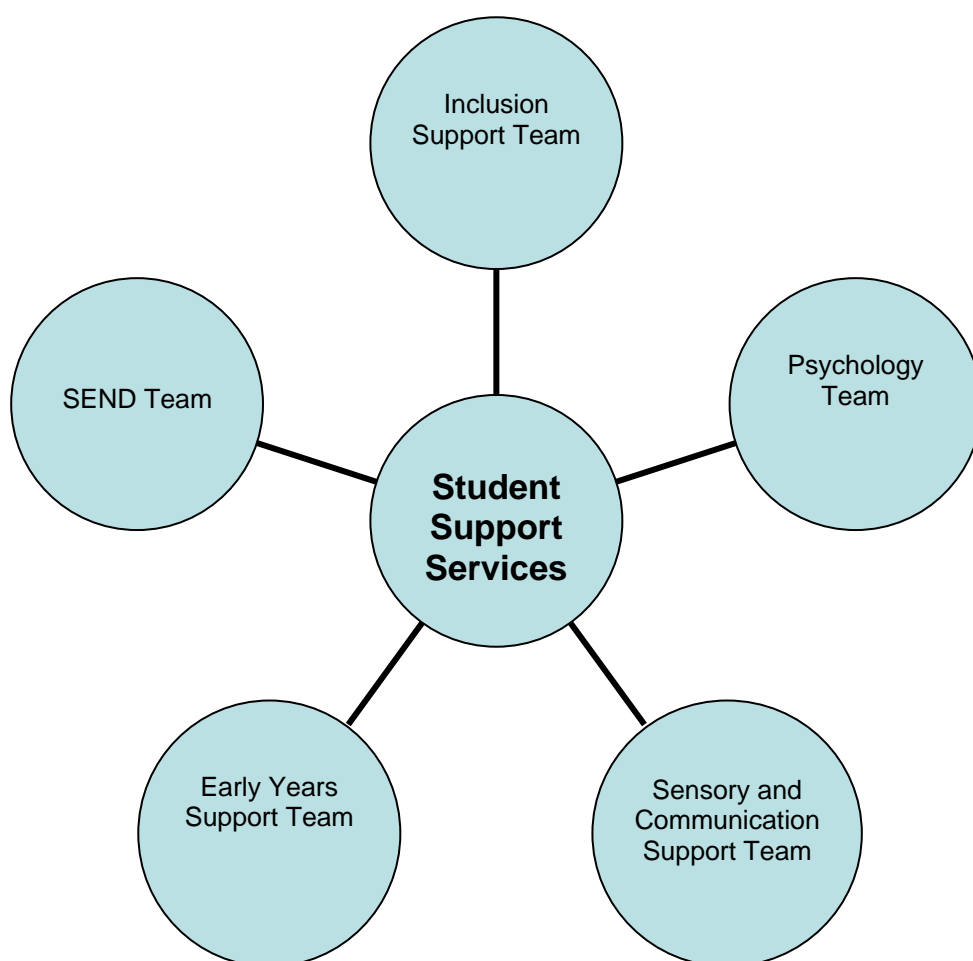 Inclusion
Support Team
SEND Team
Psychology
Team
Student
Support
Services
Early Years
Support Team
Sensory and
Communication
Support Team